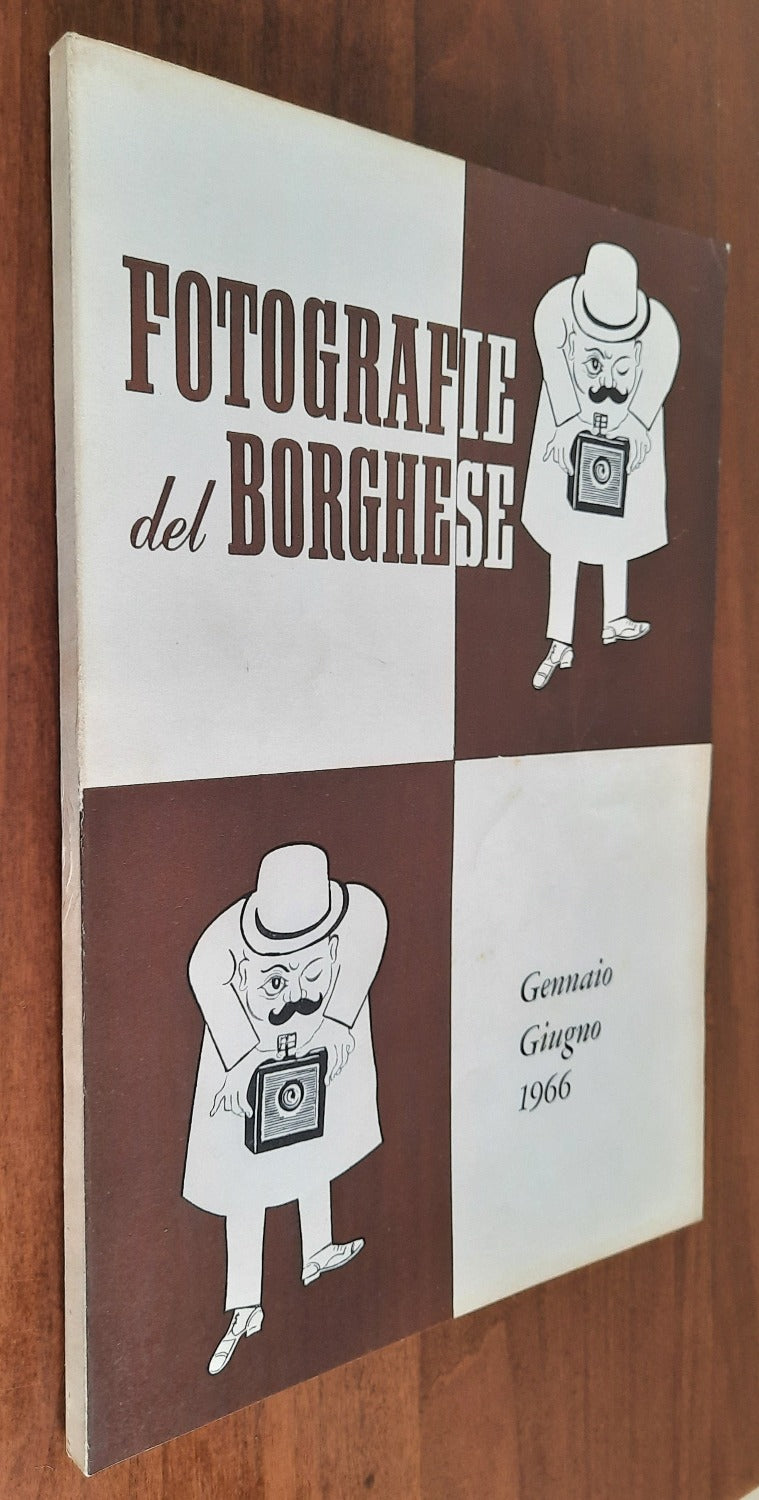 FOTOGRAFIE
del BORGHESE
Gennaio
Giugno
1966